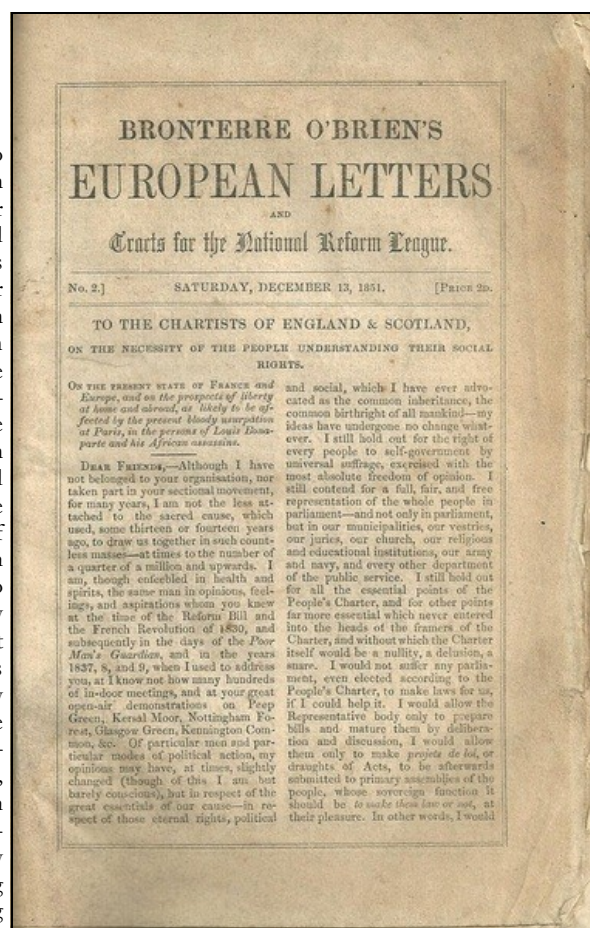 BRONTERRE O'BRIEN'S
EUROPEAN LETTERS
AND
Tracts for the National Reform League.
No. 2.] SATURDAY, DECEMBER 13, 1851. [PRICE 2D.
TO THE CHARTISTS OF ENGLAND & SCOTLAND,
ON THE NECESSITY OF THE PEOPLE UNDERSTANDING THEIR SOCIAL
RIGHTS.
ON THE PRESENT STATE OF FRANCE and
Europe, and on the prospects of liberty
at home and abroad, as likely to be af-
fected by the present bloody usurpation
at Paris, in the persons of Louis Bona-
parte and his African assassins.
DEAR FRIENDS,—Although I have
not belonged to your organisation, nor
taken part in your sectional movement,
for many years, I am not the less at-
tached to the sacred cause, which
used, some thirteen or fourteen years
ago, to draw us together in such count-
less masses—at times to the number of
a quarter of a million and upwards. I
am, though enfeebled in health and
spirits, the same man in opinions, feel-
ings, and aspirations whom you knew
at the time of the Reform Bill and
the French Revolution of 1830, and
subsequently in the days of the Poor
Man's Guardian, and in the years
1837, 8, and 9, when I used to address
you, at I know not how many hundreds
of in-door meetings, and at your great
open-air demonstrations on Peep
Green, Kersal Moor, Nottingham Fo-
rest, Glasgow Green, Kennington Com-
mon, &c. Of particular men and par-
ticular modes of political action, my
opinions may have, at times, slightly
changed (though of this I am but
barely conscious), but in respect of the
great essentials of our cause—in re-
spect of those eternal rights, political
and social, which I have ever advo-
cated as the common inheritance, the
common birthright of all mankind—my
ideas have undergone no change what-
ever. I still hold out for the right of
every people to self-government by
universal suffrage, exercised with the
most absolute freedom of opinion. I
still contend for a full, fair, and free
representation of the whole people in
parliament—and not only in parliament,
but in our municipalities, our vestries,
our juries, our church, our religious
and educational institutions, our army
and navy, and every other department
of the public service. I still hold out
for all the essential points of the
People's Charter, and for other points
far more essential which never entered
into the heads of the framers of the
Charter, and without which the Charter
itself would be a nullity, a delusion, a
snare. I would not suffer any parlia-
ment, even elected according to the
People's Charter, to make laws for us,
if I could help it. I would allow the
Representative body only to prepare
bills and mature them by delibera-
tion and discussion, I would allow
them only to make projets de loi, or
draughts of Acts, to be afterwards
submitted to primary assemblies of the
people, whose sovereign function it
should be to make them law or not, at
their pleasure. In other words, I would